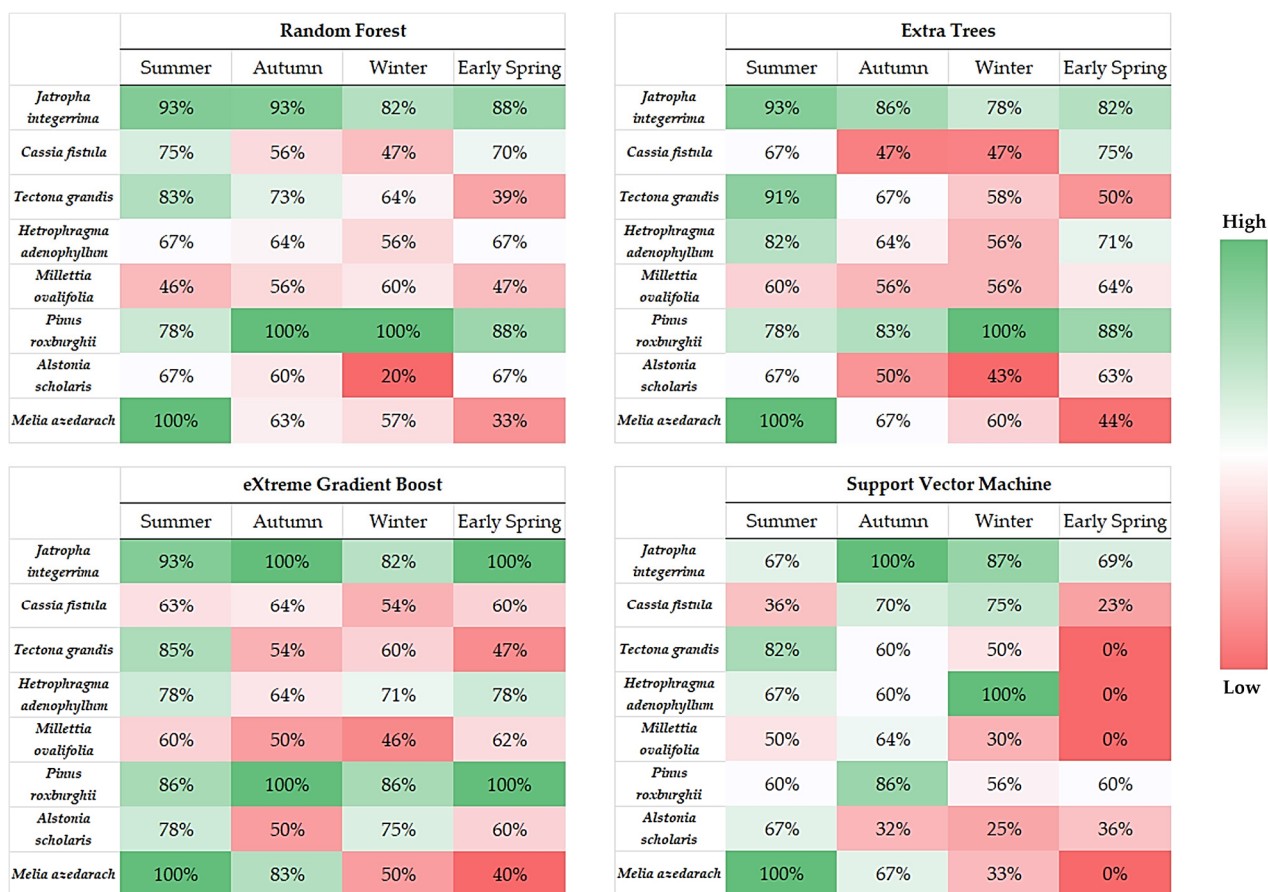 Random Forest
Summer Autumn Winter Early Spring
Jatropha
integerrima 93% 93% 82% 88%
Cassia fistula 75% 56% 47% 70%
Tectona grandis 83% 73% 64% 39%
Hetrophragma
adenophyllum 67% 64% 56% 67%
Millettia
ovalifolia 46% 56% 60% 47%
Pinus
roxburghii 78% 100% 100% 88%
Alstonia
scholaris 67% 60% 20% 67%
Melia azedarach 100% 63% 57% 33%
Extra Trees
Summer Autumn Winter Early Spring
Jatropha
integerrima 93% 86% 78% 82%
Cassia fistula 67% 47% 47% 75%
Tectona grandis 91% 67% 58% 50%
Hetrophragma
adenophyllum 82% 64% 56% 71%
Millettia
ovalifolia 60% 56% 56% 64%
Pinus
roxburghii 78% 83% 100% 88%
Alstonia
scholaris 67% 50% 43% 63%
Melia azedarach 100% 67% 60% 44%
eXtreme Gradient Boost
Summer Autumn Winter Early Spring
Jatropha
integerrima 93% 100% 82% 100%
Cassia fistula 63% 64% 54% 60%
Tectona grandis 85% 54% 60% 47%
Hetrophragma
adenophyllum 78% 64% 71% 78%
Millettia
ovalifolia 60% 50% 46% 62%
Pinus
roxburghii 86% 100% 86% 100%
Alstonia
scholaris 78% 50% 75% 60%
Melia azedarach 100% 83% 50% 40%
Support Vector Machine
Summer Autumn Winter Early Spring
Jatropha
integerrima 67% 100% 87% 69%
Cassia fistula 36% 70% 75% 23%
Tectona grandis 82% 60% 50% 0%
Hetrophragma
adenophyllum 67% 60% 100% 0%
Millettia
ovalifolia 50% 64% 30% 0%
Pinus
roxburghii 60% 86% 56% 60%
Alstonia
scholaris 67% 32% 25% 36%
Melia azedarach 100% 67% 33% 0%
High
Low